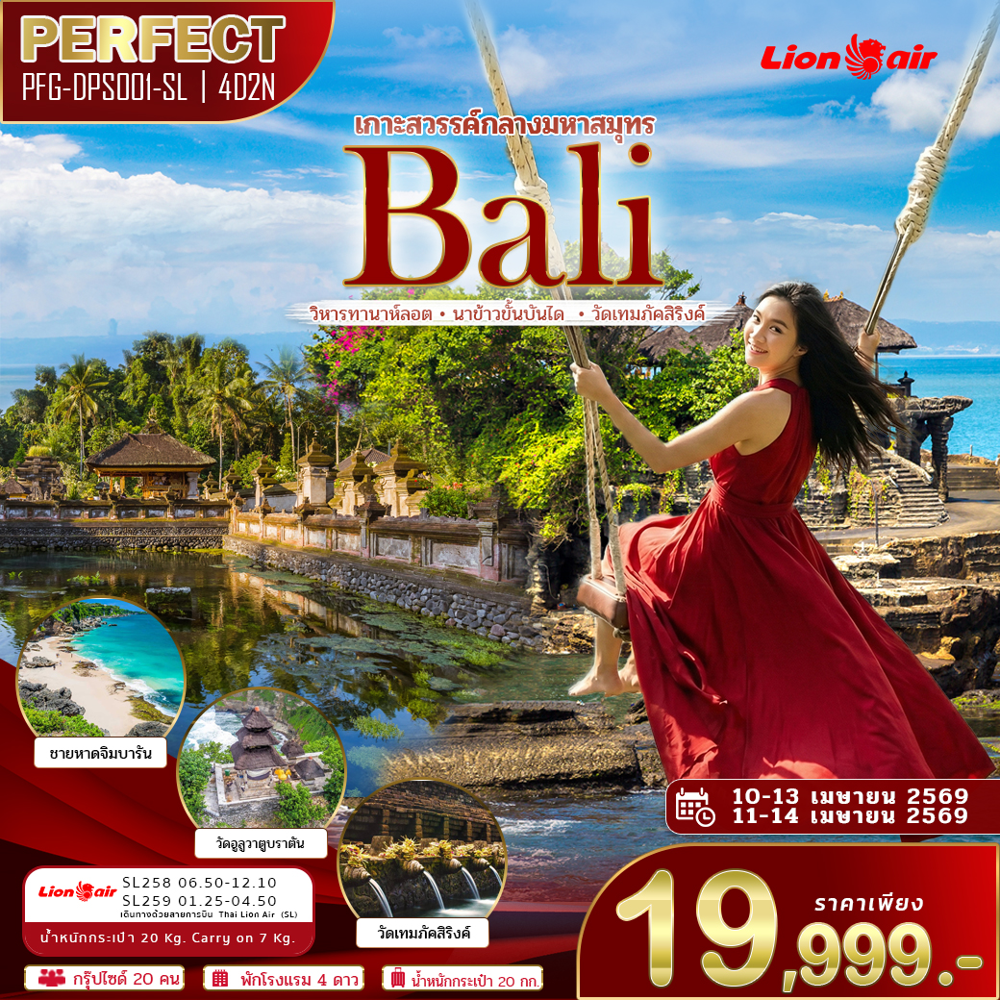 PERFECT
PFG-DPS001-SL | 4D2N
Lion air
เกาะสวรรค์กลางมหาสมุทร
Bali
วิหารทานาห์ลอต • นาข้าวขั้นบันได • วัดเทมภัคสิริงค์
ชายหาดจิมบารัน
วัดอูลูวาตูบราตัน
วัดเทมภัคสิริงค์
10-13 เมษายน 2569
11-14 เมษายน 2569
Lion air
SL258 06.50-12.10
SL259 01.25-04.50
เดินทางด้วยสายการบิน Thai Lion Air (SL)
น้ำหนักกระเป๋า 20 Kg. Carry on 7 Kg.
กรุ๊ปไซด์ 20 คน
พักโรงแรม 4 ดาว
น้ำหนักกระเป๋า 20 กก.
ราคาเพียง
19,999.-